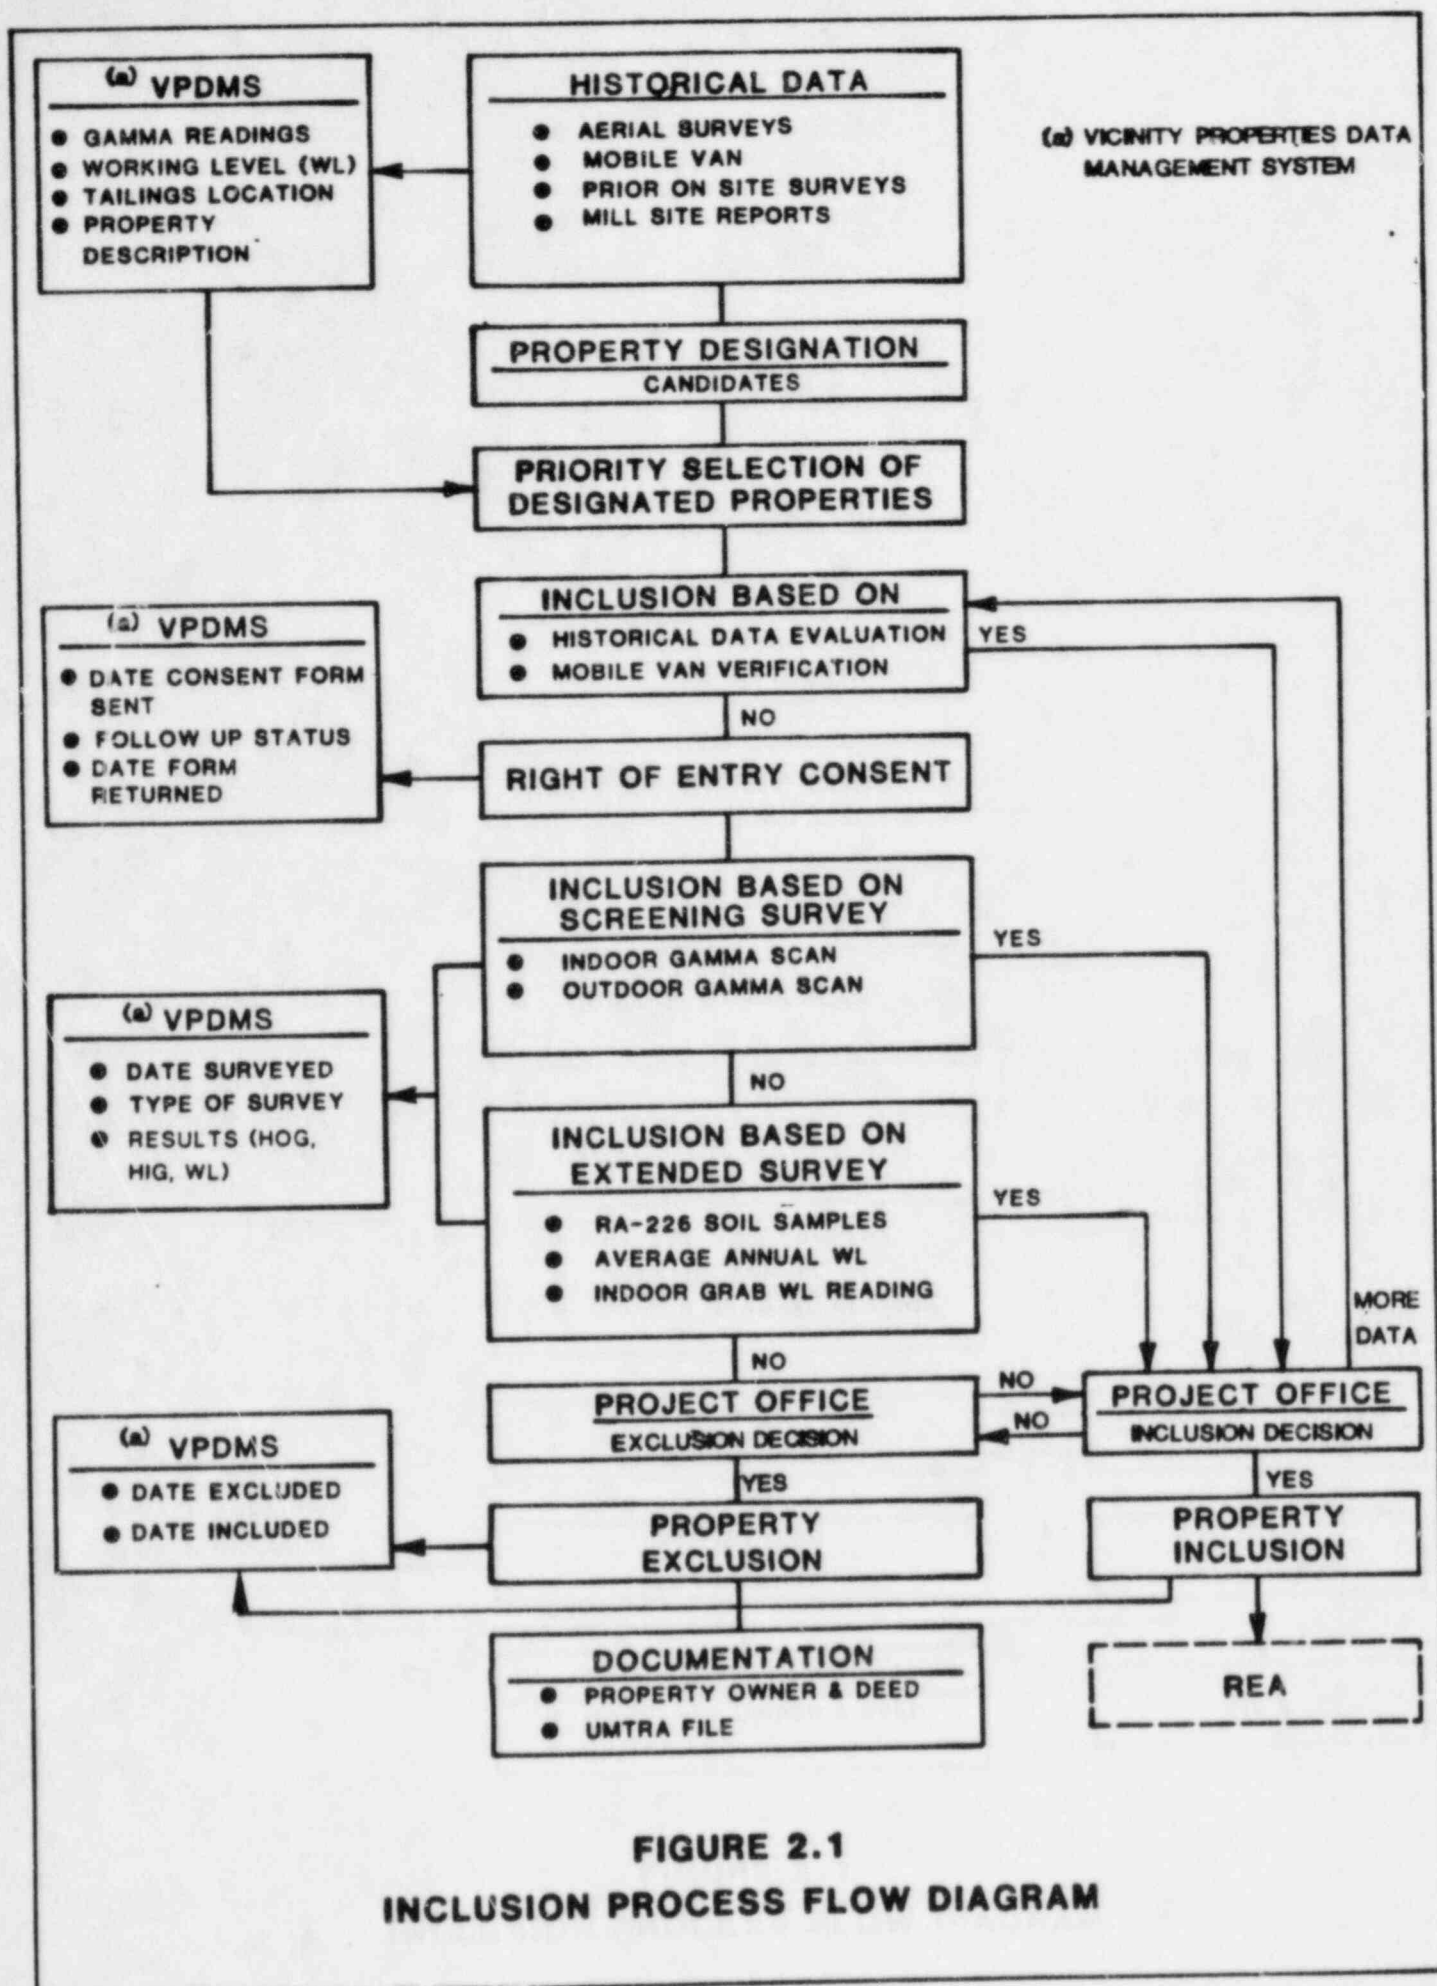 (a) VPDMS
● GAMMA READINGS
● WORKING LEVEL (WL)
● TAILINGS LOCATION
● PROPERTY
DESCRIPTION
HISTORICAL DATA
● AERIAL SURVEYS
● MOBILE VAN
● PRIOR ON SITE SURVEYS
● MILL SITE REPORTS
(a) VICINITY PROPERTIES DATA
MANAGEMENT SYSTEM
PROPERTY DESIGNATION
CANDIDATES
PRIORITY SELECTION OF
DESIGNATED PROPERTIES
INCLUSION BASED ON
● HISTORICAL DATA EVALUATION
● MOBILE VAN VERIFICATION
YES
NO
(a) VPDMS
● DATE CONSENT FORM
SENT
● FOLLOW UP STATUS
● DATE FORM
RETURNED
RIGHT OF ENTRY CONSENT
INCLUSION BASED ON
SCREENING SURVEY
● INDOOR GAMMA SCAN
● OUTDOOR GAMMA SCAN
YES
NO
(a) VPDMS
● DATE SURVEYED
● TYPE OF SURVEY
● RESULTS (HOG,
HIG, WL)
INCLUSION BASED ON
EXTENDED SURVEY
● RA-226 SOIL SAMPLES
● AVERAGE ANNUAL WL
● INDOOR GRAB WL READING
YES
NO
MORE
DATA
PROJECT OFFICE
EXCLUSION DECISION
NO
NO
PROJECT OFFICE
INCLUSION DECISION
YES
YES
(a) VPDMS
● DATE EXCLUDED
● DATE INCLUDED
PROPERTY
EXCLUSION
PROPERTY
INCLUSION
DOCUMENTATION
● PROPERTY OWNER & DEED
● UMTRA FILE
REA
FIGURE 2.1
INCLUSION PROCESS FLOW DIAGRAM